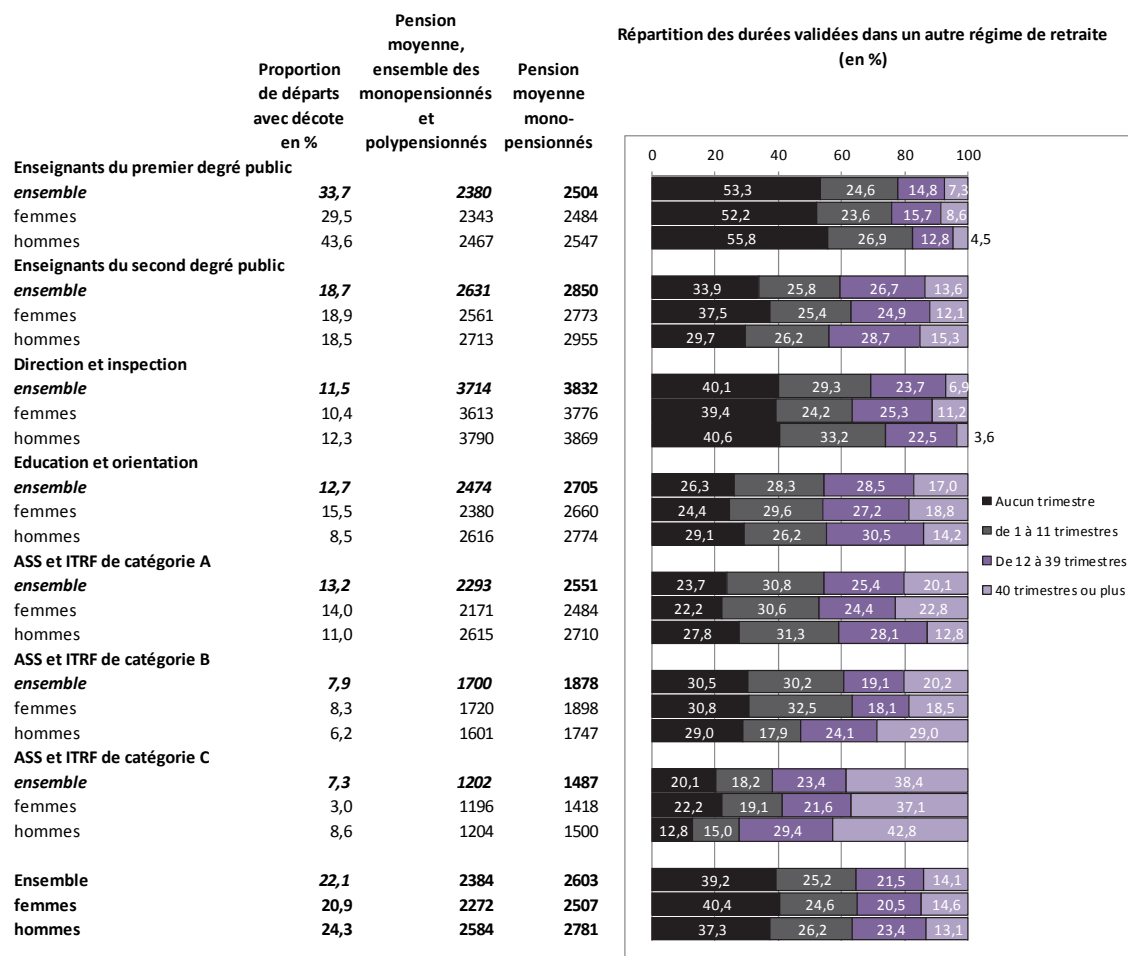 Répartition des durées validées dans un autre régime de retraite
(en %)
Proportion de départs avec décote en %
Pension moyenne, ensemble des monopensionnés et polypensionnés
Pension moyenne mono-pensionnés
0 20 40 60 80 100
Enseignants du premier degré public
ensemble 33,7 2380 2504 53,3 24,6 14,8 7,3
femmes 29,5 2343 2484 52,2 23,6 15,7 8,6
hommes 43,6 2467 2547 55,8 26,9 12,8 4,5
Enseignants du second degré public
ensemble 18,7 2631 2850 33,9 25,8 26,7 13,6
femmes 18,9 2561 2773 37,5 25,4 24,9 12,1
hommes 18,5 2713 2955 29,7 26,2 28,7 15,3
Direction et inspection
ensemble 11,5 3714 3832 40,1 29,3 23,7 6,9
femmes 10,4 3613 3776 39,4 24,2 25,3 11,2
hommes 12,3 3790 3869 40,6 33,2 22,5 3,6
Education et orientation
ensemble 12,7 2474 2705 26,3 28,3 28,5 17,0
femmes 15,5 2380 2660 24,4 29,6 27,2 18,8
hommes 8,5 2616 2774 29,1 26,2 30,5 14,2
ASS et ITRF de catégorie A
ensemble 13,2 2293 2551 23,7 30,8 25,4 20,1
femmes 14,0 2171 2484 22,2 30,6 24,4 22,8
hommes 11,0 2615 2710 27,8 31,3 28,1 12,8
ASS et ITRF de catégorie B
ensemble 7,9 1700 1878 30,5 30,2 19,1 20,2
femmes 8,3 1720 1898 30,8 32,5 18,1 18,5
hommes 6,2 1601 1747 29,0 17,9 24,1 29,0
ASS et ITRF de catégorie C
ensemble 7,3 1202 1487 20,1 18,2 23,4 38,4
femmes 3,0 1196 1418 22,2 19,1 21,6 37,1
hommes 8,6 1204 1500 12,8 15,0 29,4 42,8
Ensemble 22,1 2384 2603 39,2 25,2 21,5 14,1
femmes 20,9 2272 2507 40,4 24,6 20,5 14,6
hommes 24,3 2584 2781 37,3 26,2 23,4 13,1
Aucun trimestre
de 1 à 11 trimestres
De 12 à 39 trimestres
40 trimestres ou plus